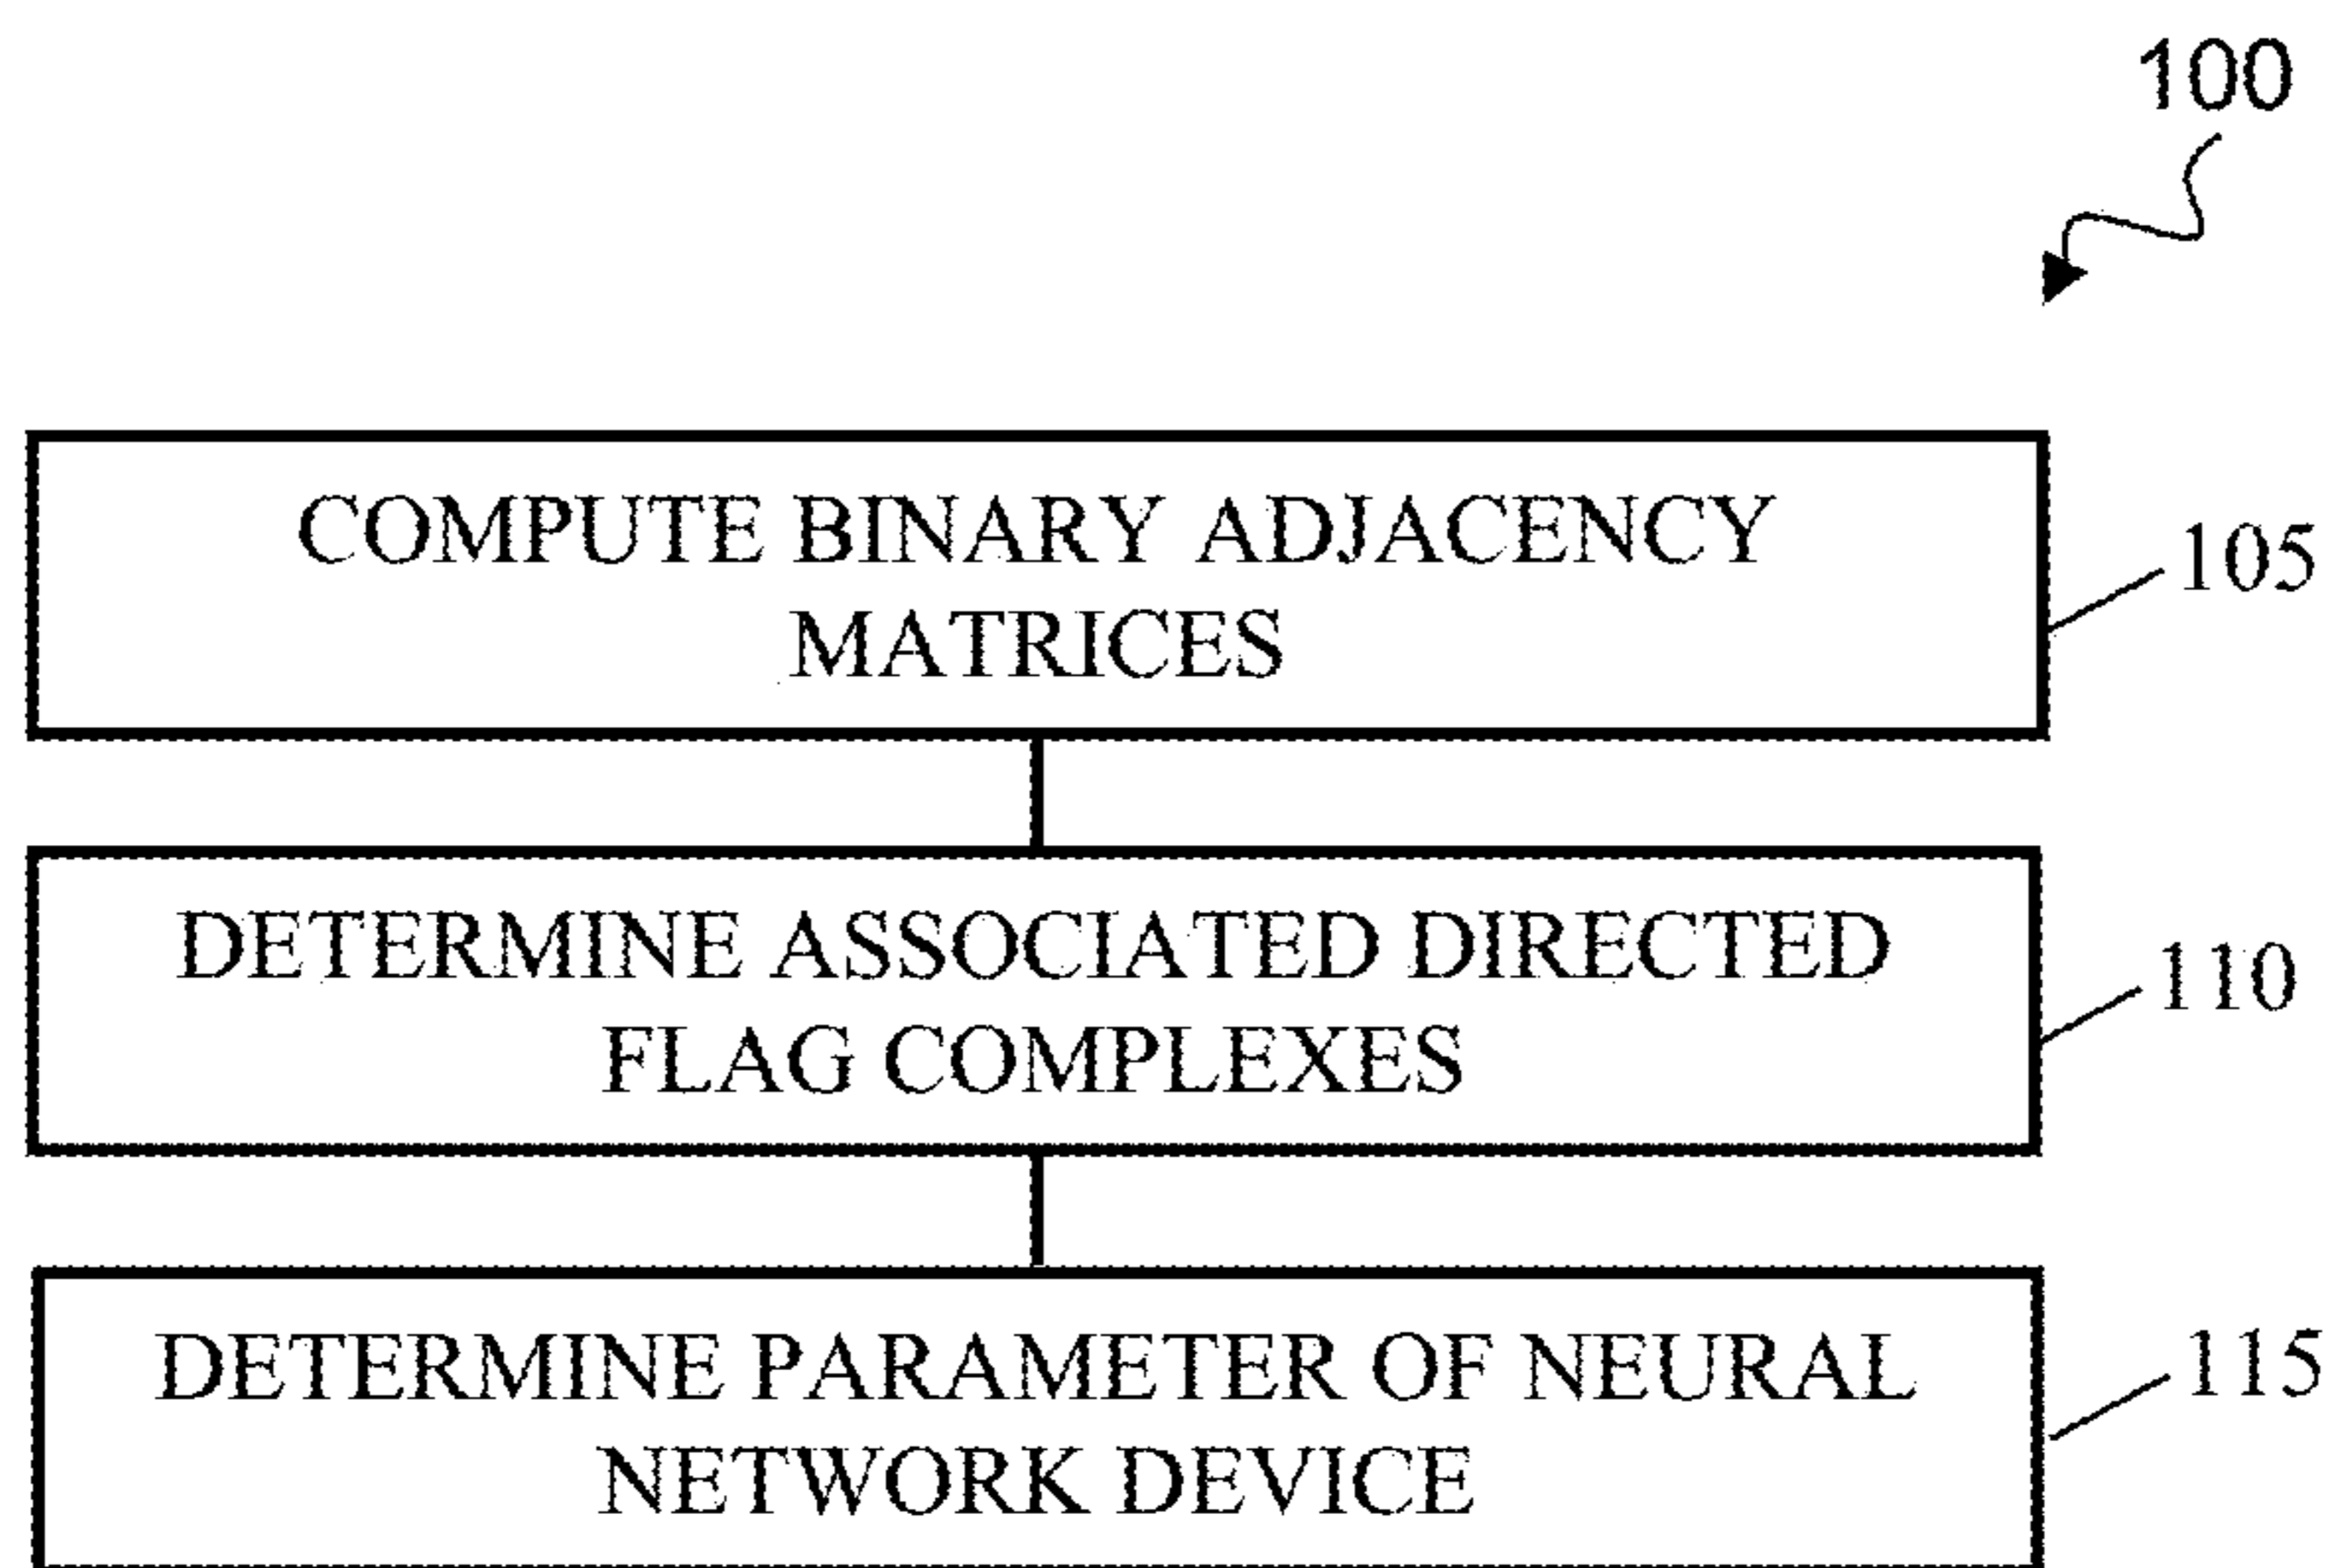 100
COMPUTE BINARY ADJACENCY
MATRICES
105
DETERMINE ASSOCIATED DIRECTED
FLAG COMPLEXES
110
DETERMINE PARAMETER OF NEURAL
NETWORK DEVICE
115